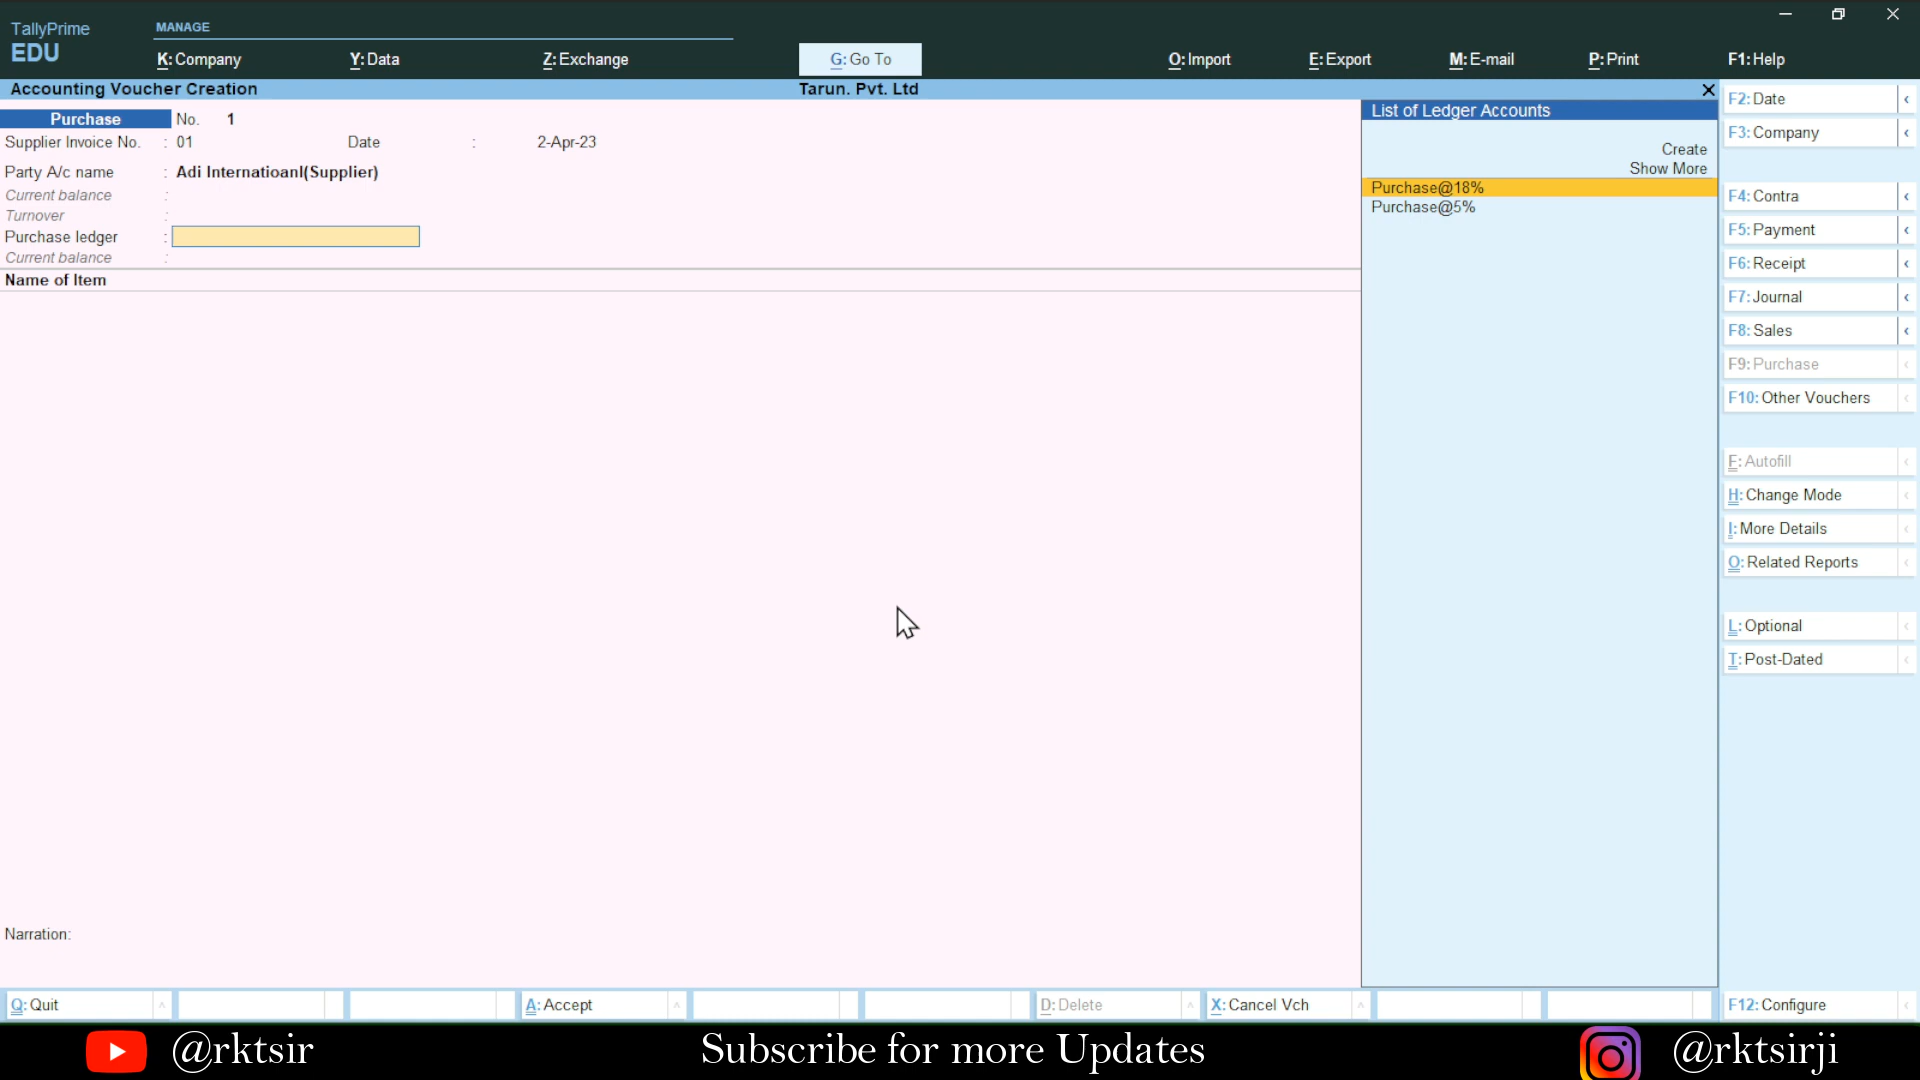 TallyPrime
EDU
MANAGE
K: Company
Y: Data
Z: Exchange
G: Go To
O: Import
E: Export
M: E-mail
P: Print
F1: Help
Accounting Voucher Creation
Tarun. Pvt. Ltd
Purchase No. 1
Supplier Invoice No. : 01 Date : 2-Apr-23
Party A/c name : Adi Internatioanl(Supplier)
Current balance :
Turnover :
Purchase ledger :
Current balance :
Name of Item
Narration:
List of Ledger Accounts
Create
Show More
Purchase@18%
Purchase@5%
F2: Date
F3: Company
F4: Contra
F5: Payment
F6: Receipt
F7: Journal
F8: Sales
F9: Purchase
F10: Other Vouchers
F: Autofill
H: Change Mode
I: More Details
O: Related Reports
L: Optional
T: Post-Dated
Q: Quit
A: Accept
D: Delete
X: Cancel Vch
F12: Configure
@rktsir
Subscribe for more Updates
@rktsirji